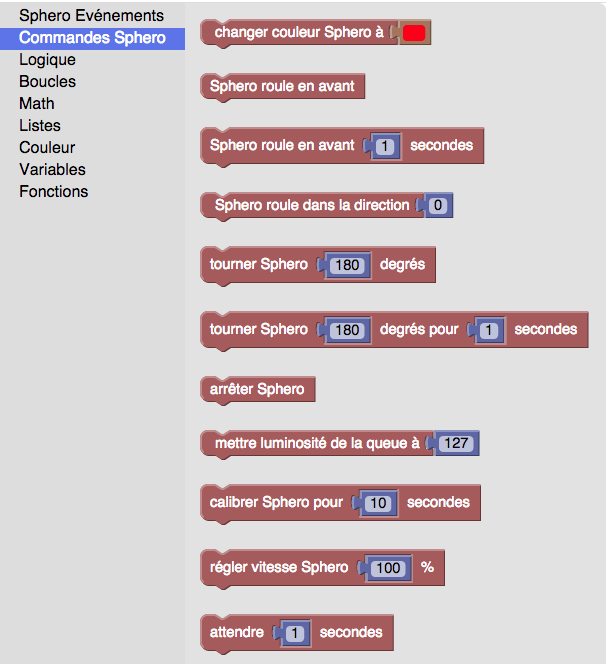 Sphero Evénements
Commandes Sphero
Logique
Boucles
Math
Listes
Couleur
Variables
Fonctions
changer couleur Sphero à
Sphero roule en avant
Sphero roule en avant 1 secondes
Sphero roule dans la direction 0
tourner Sphero 180 degrés
tourner Sphero 180 degrés pour 1 secondes
arrêter Sphero
mettre luminosité de la queue à 127
calibrer Sphero pour 10 secondes
régler vitesse Sphero 100 %
attendre 1 secondes